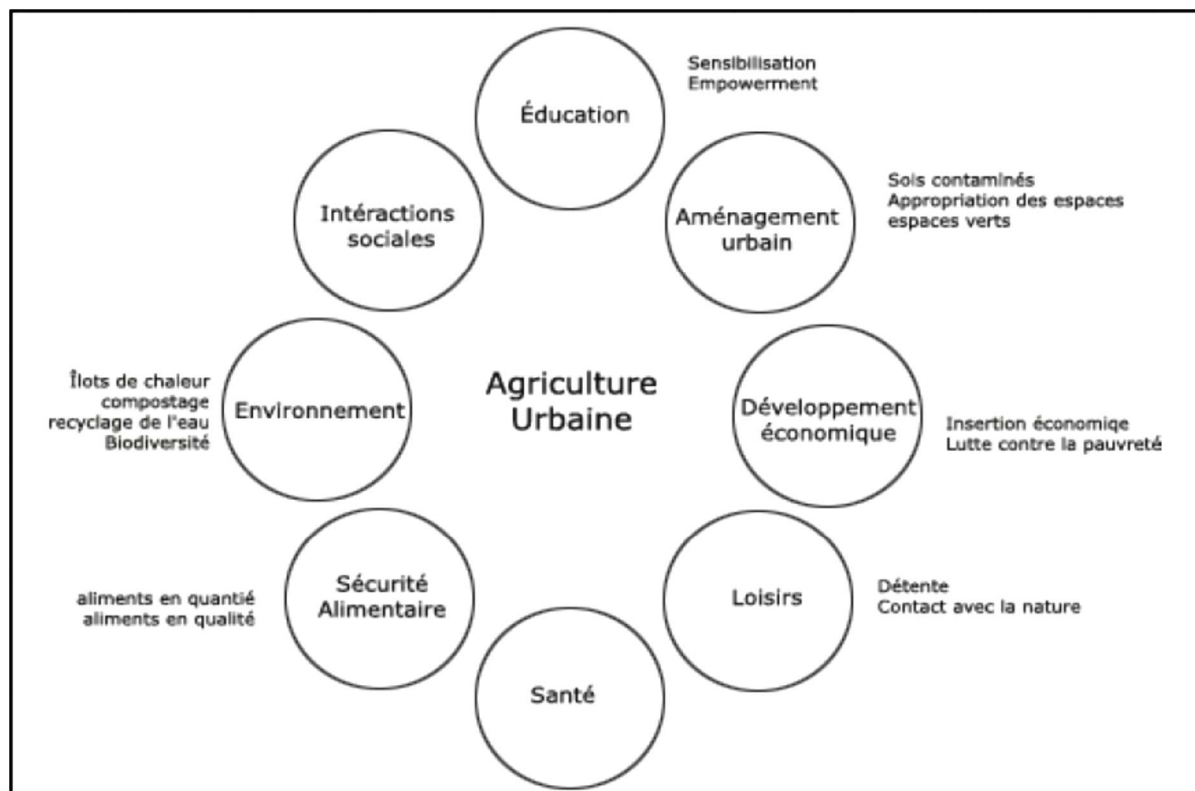 Éducation
Sensibilisation
Empowerment
Aménagement
urbain
Sols contaminés
Appropriation des espaces
espaces verts
Développement
économique
Insertion économiqe
Lutte contre la pauvreté
Loisirs
Détente
Contact avec la nature
Santé
Sécurité
Alimentaire
aliments en quantié
aliments en qualité
Environnement
Îlots de chaleur
compostage
recyclage de l'eau
Biodiversité
Intéractions
sociales
Agriculture
Urbaine